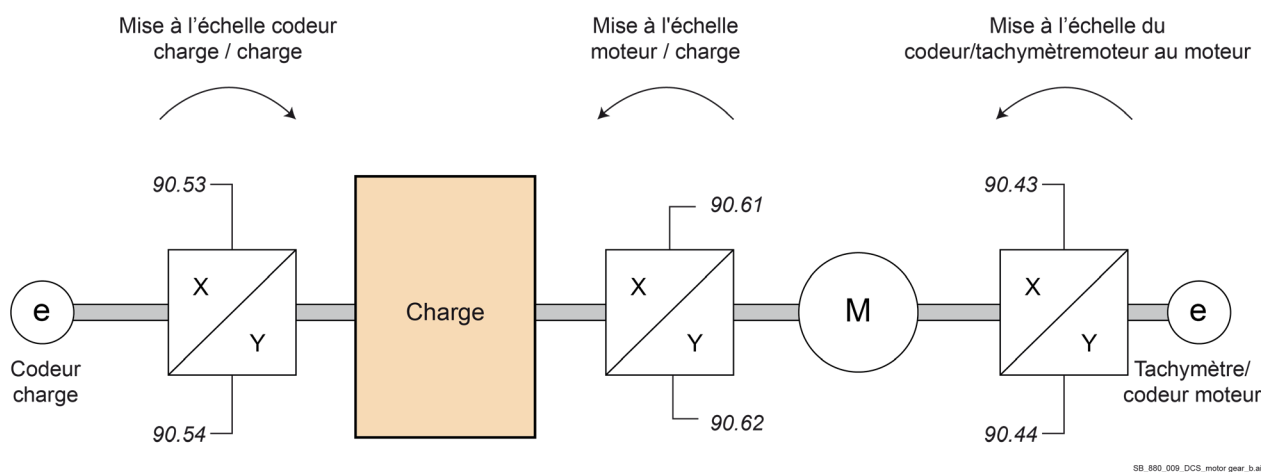 Mise à l’échelle codeur
charge / charge
Mise à l'échelle
moteur / charge
Mise à l’échelle du
codeur/tachymètremoteur au moteur
90.53
90.61
90.43
e
X
Y
Charge
X
Y
M
X
Y
e
Codeur
charge
Tachymètre/
codeur moteur
90.54
90.62
90.44
SB_880_009_DCS_motor gear_b.ai